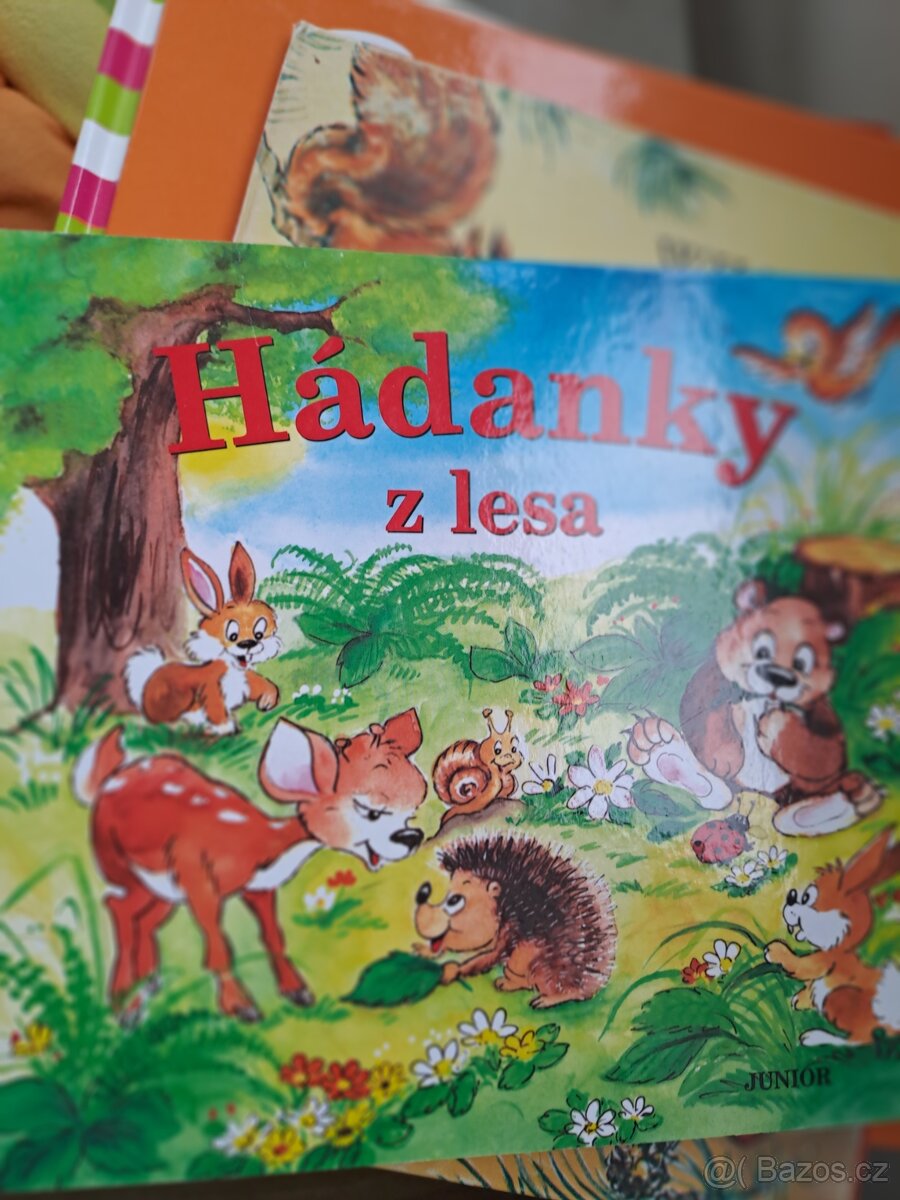 Hádanky
z lesa
JUNIOR
@( Bazos.cz